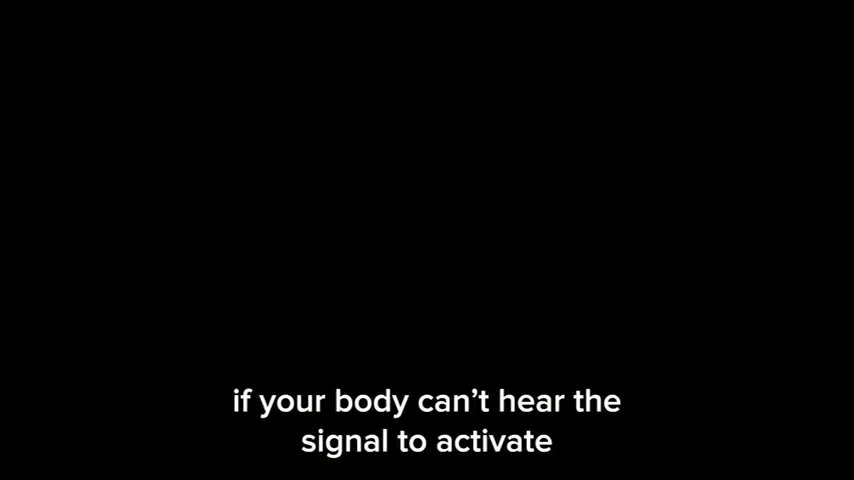 if your body can’t hear the
signal to activate